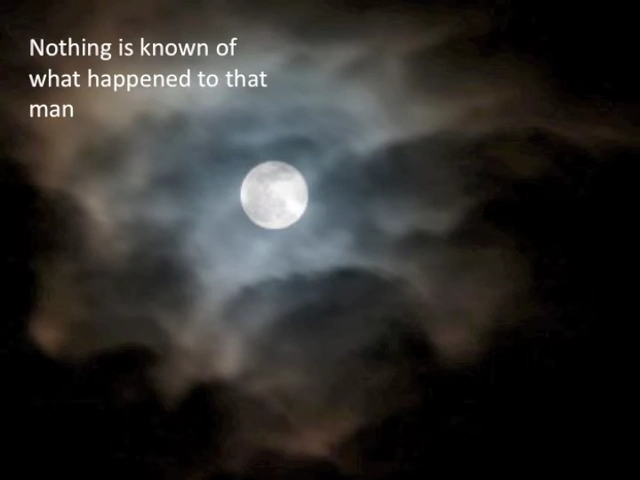 Nothing is known of
what happened to that
man